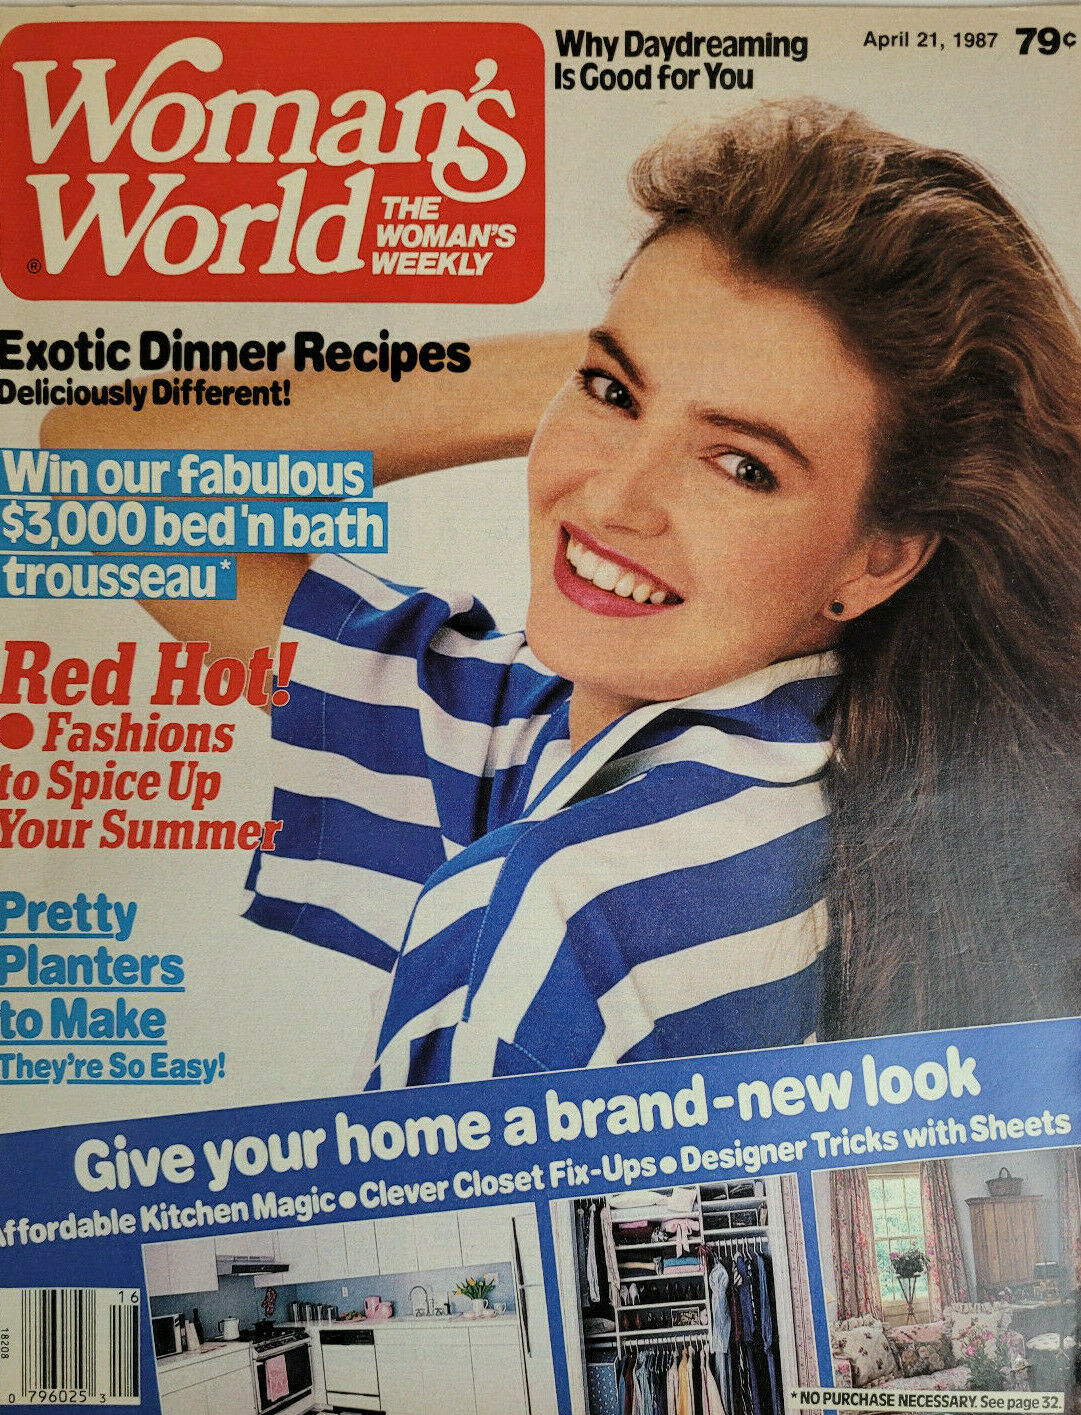 Woman's
World
THE
WOMAN'S
WEEKLY
®
Why Daydreaming
Is Good for You
April 21, 1987 79¢
Exotic Dinner Recipes
Deliciously Different!
Win our fabulous
$3,000 bed 'n bath
trousseau*
Red Hot!
• Fashions
to Spice Up
Your Summer
Pretty
Planters
to Make
They're So Easy!
Give your home a brand-new look
Affordable Kitchen Magic • Clever Closet Fix-Ups • Designer Tricks with Sheets
16
18208
0 796025 3
* NO PURCHASE NECESSARY. See page 32.